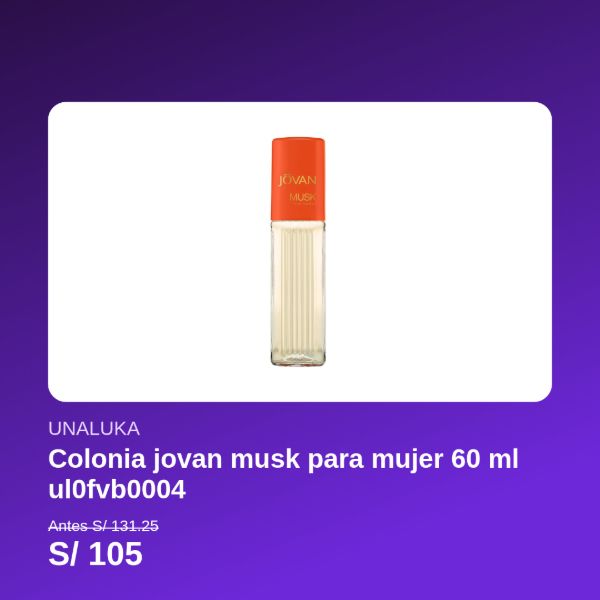 JŌVAN
MUSK
UNALUKA
Colonia jovan musk para mujer 60 ml
ul0fvb0004
Antes S/ 131.25
S/ 105